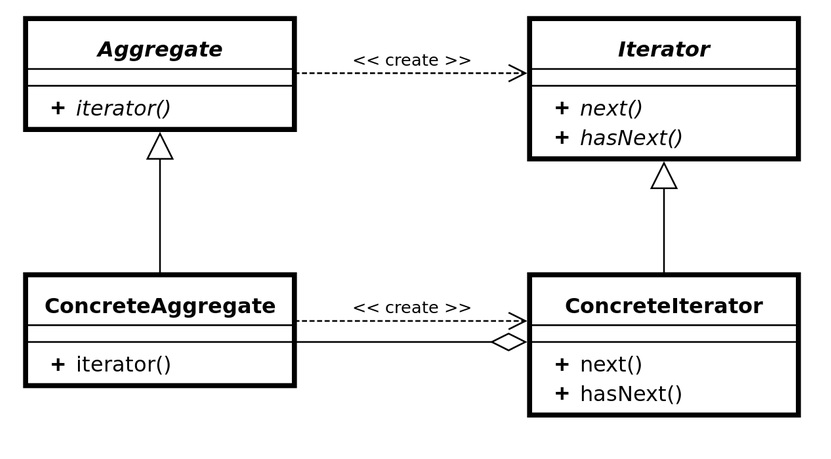 Aggregate
+ iterator()
<< create >>
Iterator
+ next()
+ hasNext()
ConcreteAggregate
+ iterator()
<< create >>
ConcreteIterator
+ next()
+ hasNext()